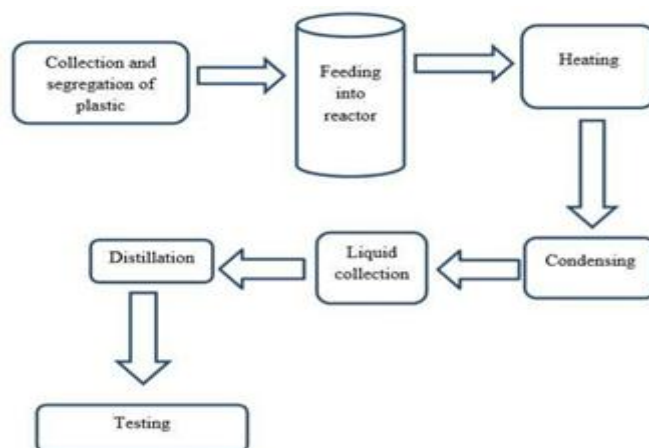 Collection and
segregation of
plastic
Feeding
into
reactor
Heating
Condensing
Liquid
collection
Distillation
Testing